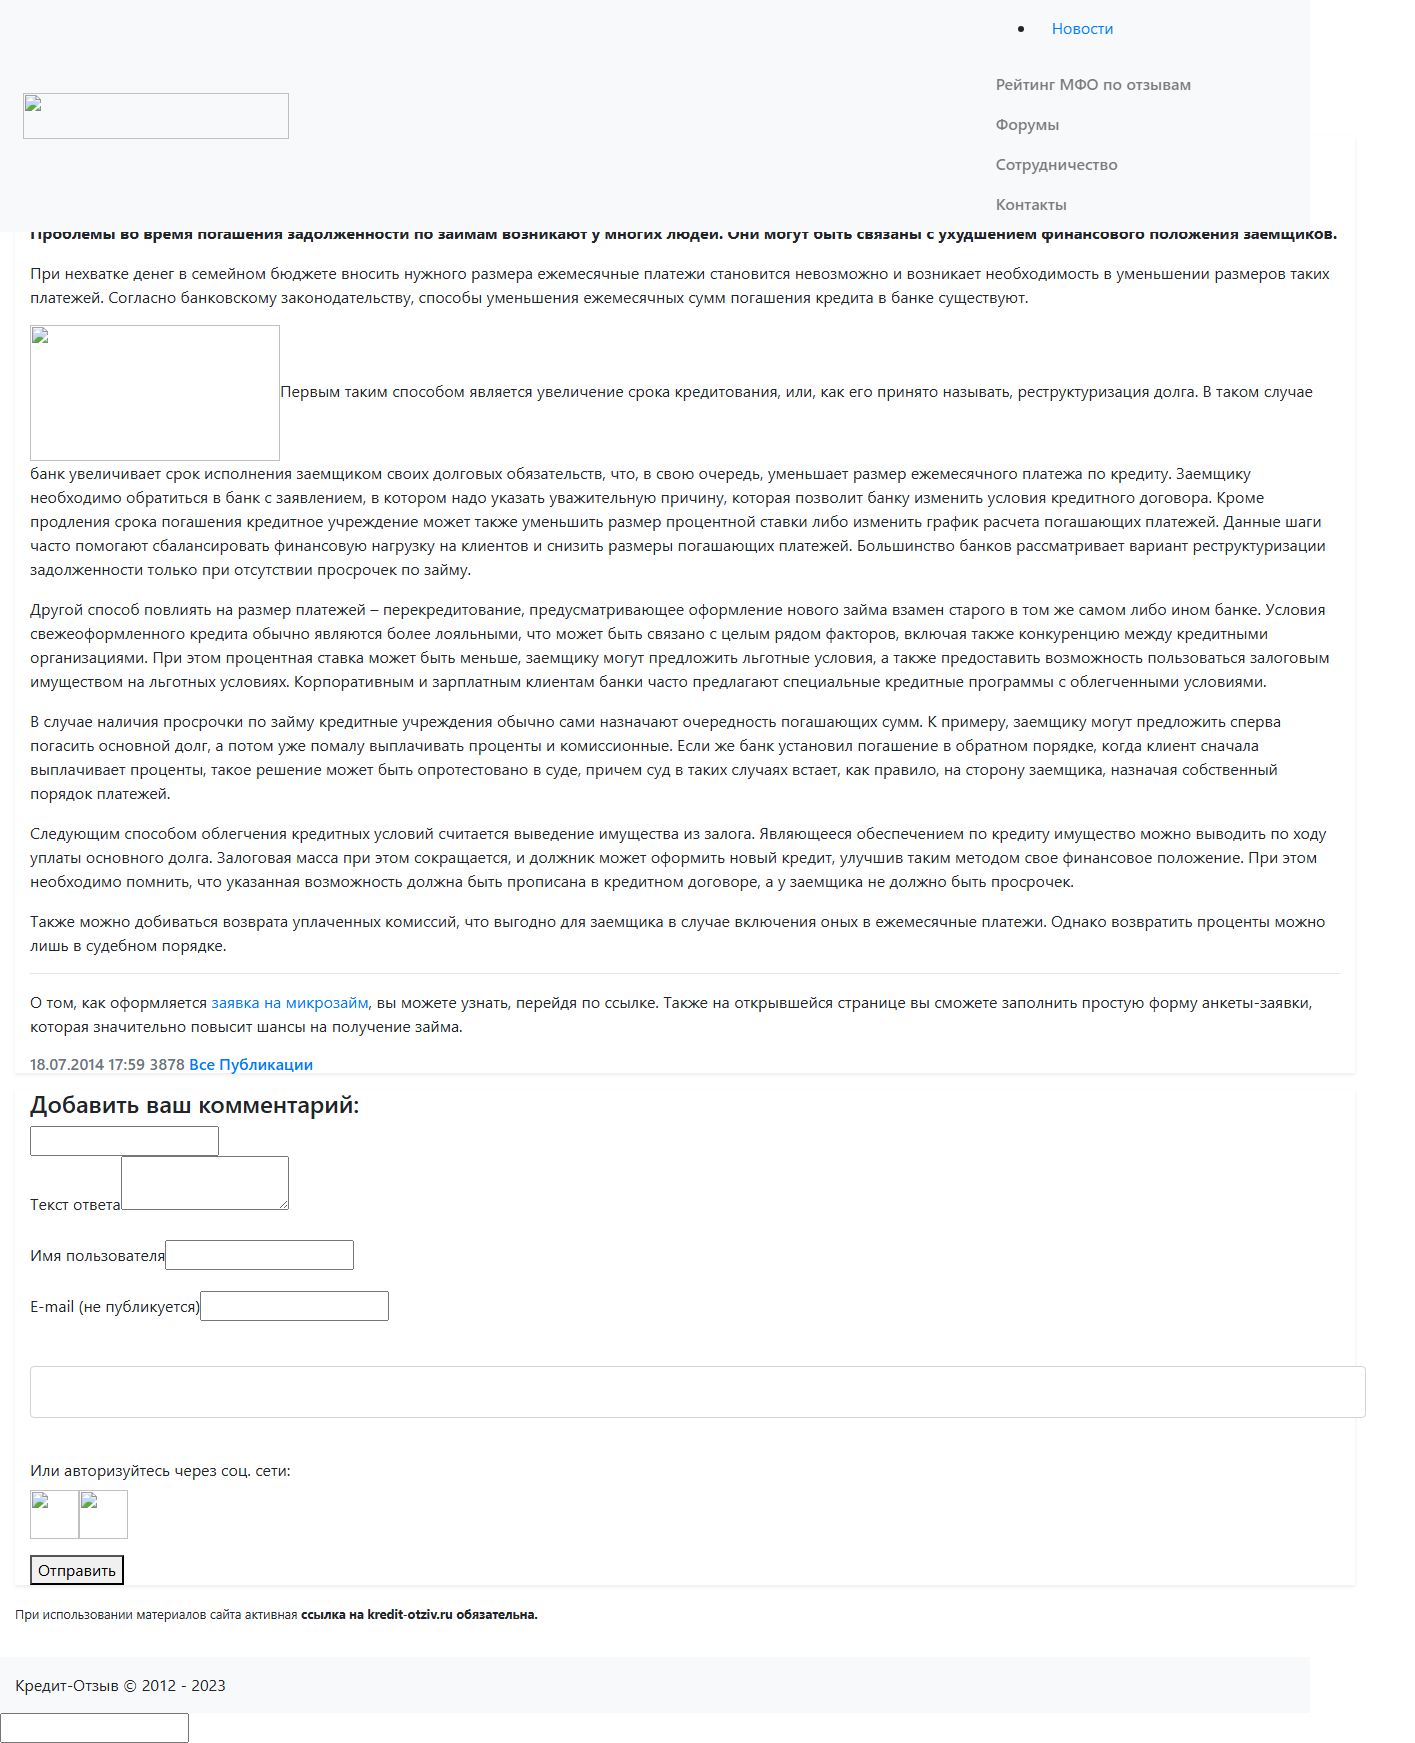 Новости
Рейтинг МФО по отзывам
Форумы
Сотрудничество
Контакты
Проблемы во время погашения задолженности по займам возникают у многих людей. Они могут быть связаны с ухудшением финансового положения заемщиков.
При нехватке денег в семейном бюджете вносить нужного размера ежемесячные платежи становится невозможно и возникает необходимость в уменьшении размеров таких
платежей. Согласно банковскому законодательству, способы уменьшения ежемесячных сумм погашения кредита в банке существуют.
Первым таким способом является увеличение срока кредитования, или, как его принято называть, реструктуризация долга. В таком случае
банк увеличивает срок исполнения заемщиком своих долговых обязательств, что, в свою очередь, уменьшает размер ежемесячного платежа по кредиту. Заемщику
необходимо обратиться в банк с заявлением, в котором надо указать уважительную причину, которая позволит банку изменить условия кредитного договора. Кроме
продления срока погашения кредитное учреждение может также уменьшить размер процентной ставки либо изменить график расчета погашающих платежей. Данные шаги
часто помогают сбалансировать финансовую нагрузку на клиентов и снизить размеры погашающих платежей. Большинство банков рассматривает вариант реструктуризации
задолженности только при отсутствии просрочек по займу.
Другой способ повлиять на размер платежей – перекредитование, предусматривающее оформление нового займа взамен старого в том же самом либо ином банке. Условия
свежеоформленного кредита обычно являются более лояльными, что может быть связано с целым рядом факторов, включая также конкуренцию между кредитными
организациями. При этом процентная ставка может быть меньше, заемщику могут предложить льготные условия, а также предоставить возможность пользоваться залоговым
имуществом на льготных условиях. Корпоративным и зарплатным клиентам банки часто предлагают специальные кредитные программы с облегченными условиями.
В случае наличия просрочки по займу кредитные учреждения обычно сами назначают очередность погашающих сумм. К примеру, заемщику могут предложить сперва
погасить основной долг, а потом уже помалу выплачивать проценты и комиссионные. Если же банк установил погашение в обратном порядке, когда клиент сначала
выплачивает проценты, такое решение может быть опротестовано в суде, причем суд в таких случаях встает, как правило, на сторону заемщика, назначая собственный
порядок платежей.
Следующим способом облегчения кредитных условий считается выведение имущества из залога. Являющееся обеспечением по кредиту имущество можно выводить по ходу
уплаты основного долга. Залоговая масса при этом сокращается, и должник может оформить новый кредит, улучшив таким методом свое финансовое положение. При этом
необходимо помнить, что указанная возможность должна быть прописана в кредитном договоре, а у заемщика не должно быть просрочек.
Также можно добиваться возврата уплаченных комиссий, что выгодно для заемщика в случае включения оных в ежемесячные платежи. Однако возвратить проценты можно
лишь в судебном порядке.
О том, как оформляется заявка на микрозайм, вы можете узнать, перейдя по ссылке. Также на открывшейся странице вы сможете заполнить простую форму анкеты-заявки,
которая значительно повысит шансы на получение займа.
18.07.2014 17:59 3878 Все Публикации
Добавить ваш комментарий:
Текст ответа
Имя пользователя
E-mail (не публикуется)
Или авторизуйтесь через соц. сети:
Отправить
При использовании материалов сайта активная ссылка на kredit-otziv.ru обязательна.
Кредит-Отзыв © 2012 - 2023